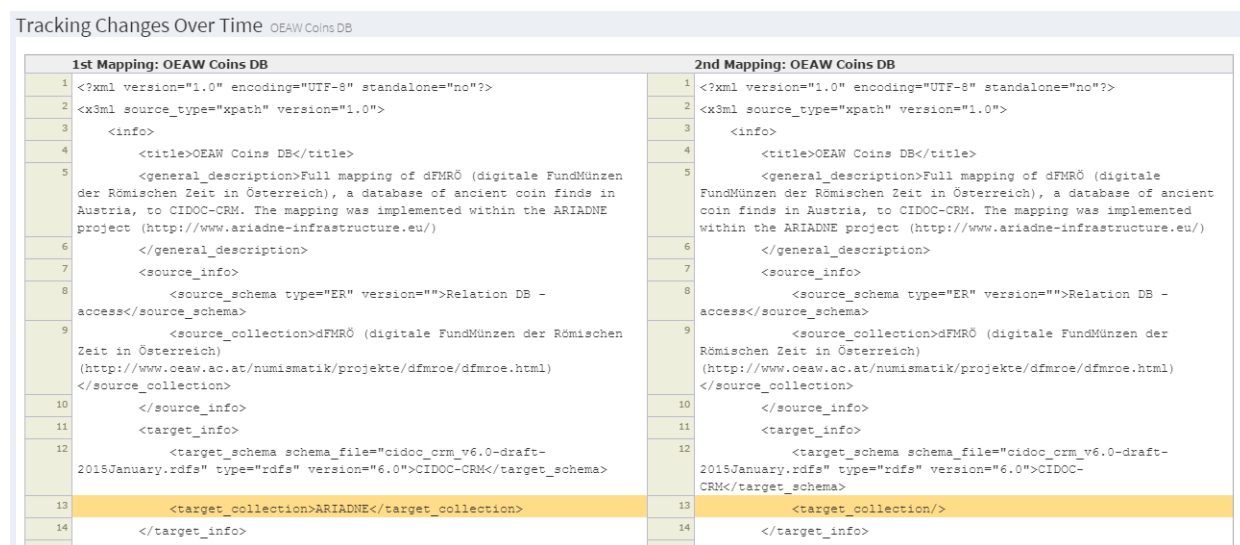 Tracking Changes Over Time OEAW Coins DB
1st Mapping: OEAW Coins DB
1 <?xml version="1.0" encoding="UTF-8" standalone="no"?>
2 <x3ml source_type="xpath" version="1.0">
3 <info>
4 <title>OEAW Coins DB</title>
5 <general_description>Full mapping of dFMRÖ (digitale FundMünzen
der Römischen Zeit in Österreich), a database of ancient coin finds in
Austria, to CIDOC-CRM. The mapping was implemented within the ARIADNE
project (http://www.ariadne-infrastructure.eu/)
6 </general_description>
7 <source_info>
8 <source_schema type="ER" version="">Relation DB -
access</source_schema>
9 <source_collection>dFMRÖ (digitale FundMünzen der Römischen
Zeit in Österreich)
(http://www.oeaw.ac.at/numismatik/projekte/dfmroe/dfmroe.html)
</source_collection>
10 </source_info>
11 <target_info>
12 <target_schema schema_file="cidoc_crm_v6.0-draft-
2015January.rdfs" type="rdfs" version="6.0">CIDOC-CRM</target_schema>
13 <target_collection>ARIADNE</target_collection>
14 </target_info>
2nd Mapping: OEAW Coins DB
1 <?xml version="1.0" encoding="UTF-8" standalone="no"?>
2 <x3ml source_type="xpath" version="1.0">
3 <info>
4 <title>OEAW Coins DB</title>
5 <general_description>Full mapping of dFMRÖ (digitale
FundMünzen der Römischen Zeit in Österreich), a database of ancient
coin finds in Austria, to CIDOC-CRM. The mapping was implemented
within the ARIADNE project (http://www.ariadne-infrastructure.eu/)
6 </general_description>
7 <source_info>
8 <source_schema type="ER" version="">Relation DB -
access</source_schema>
9 <source_collection>dFMRÖ (digitale FundMünzen der
Römischen Zeit in Österreich)
(http://www.oeaw.ac.at/numismatik/projekte/dfmroe/dfmroe.html)
</source_collection>
10 </source_info>
11 <target_info>
12 <target_schema schema_file="cidoc_crm_v6.0-draft-
2015January.rdfs" type="rdfs" version="6.0">CIDOC-
CRM</target_schema>
13 <target_collection/>
14 </target_info>